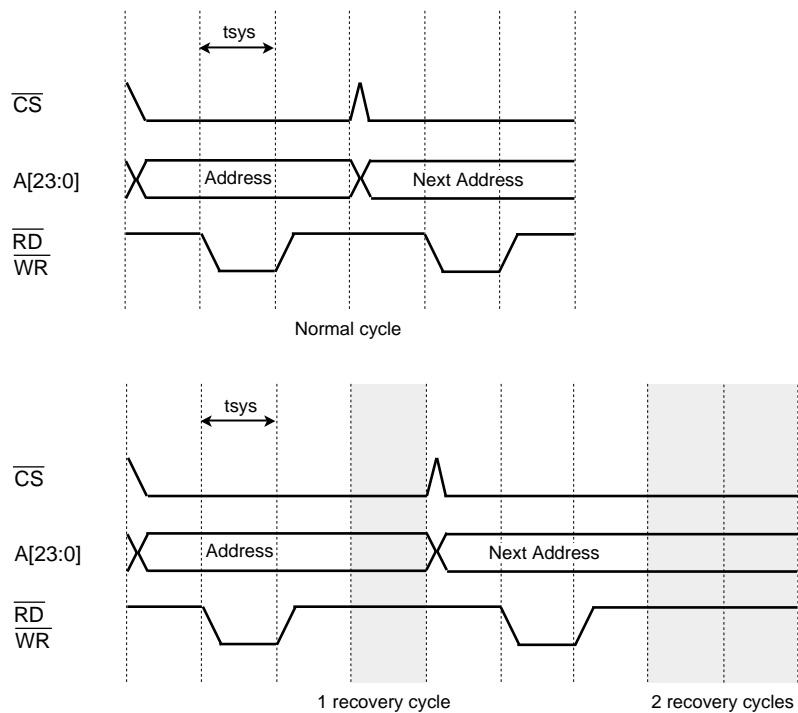 tsys
CS
A[23:0]
Address
Next Address
RD
WR
Normal cycle
tsys
CS
A[23:0]
Address
Next Address
RD
WR
1 recovery cycle
2 recovery cycles